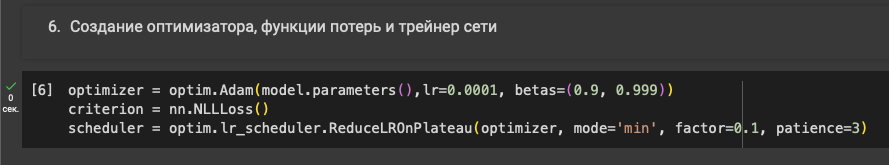 6. Создание оптимизатора, функции потерь и трейнер сети
0
сек.
[6] optimizer = optim.Adam(model.parameters(),lr=0.0001, betas=(0.9, 0.999))
criterion = nn.NLLLoss()
scheduler = optim.lr_scheduler.ReduceLROnPlateau(optimizer, mode='min', factor=0.1, patience=3)